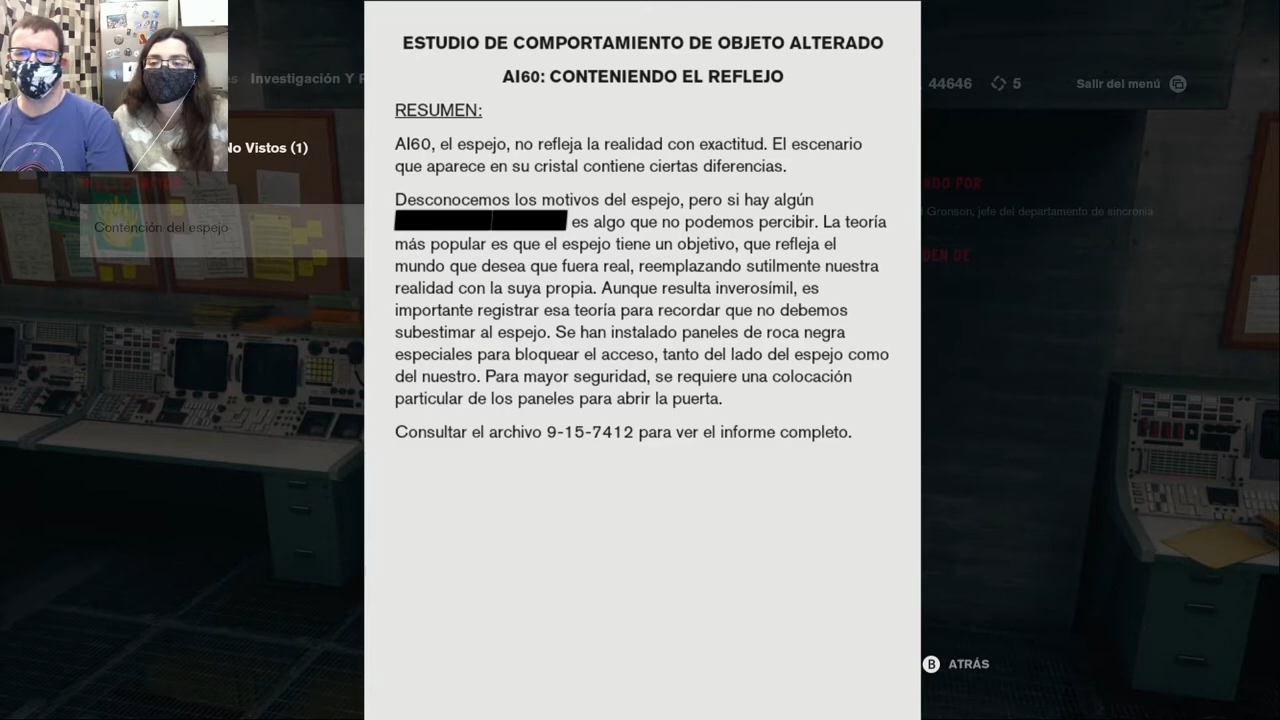 Investigación Y
44646
5
Salir del menú
No Vistos (1)
Contención del espejo
ESTUDIO DE COMPORTAMIENTO DE OBJETO ALTERADO
AI60: CONTENIENDO EL REFLEJO
RESUMEN:
AI60, el espejo, no refleja la realidad con exactitud. El escenario
que aparece en su cristal contiene ciertas diferencias.
Desconocemos los motivos del espejo, pero si hay algún
es algo que no podemos percibir. La teoría
más popular es que el espejo tiene un objetivo, que refleja el
mundo que desea que fuera real, reemplazando sutilmente nuestra
realidad con la suya propia. Aunque resulta inverosímil, es
importante registrar esa teoría para recordar que no debemos
subestimar al espejo. Se han instalado paneles de roca negra
especiales para bloquear el acceso, tanto del lado del espejo como
del nuestro. Para mayor seguridad, se requiere una colocación
particular de los paneles para abrir la puerta.
Consultar el archivo 9-15-7412 para ver el informe completo.
ADO POR
Gronson, jefe del departamento de sincronía
DEN DE
B ATRÁS